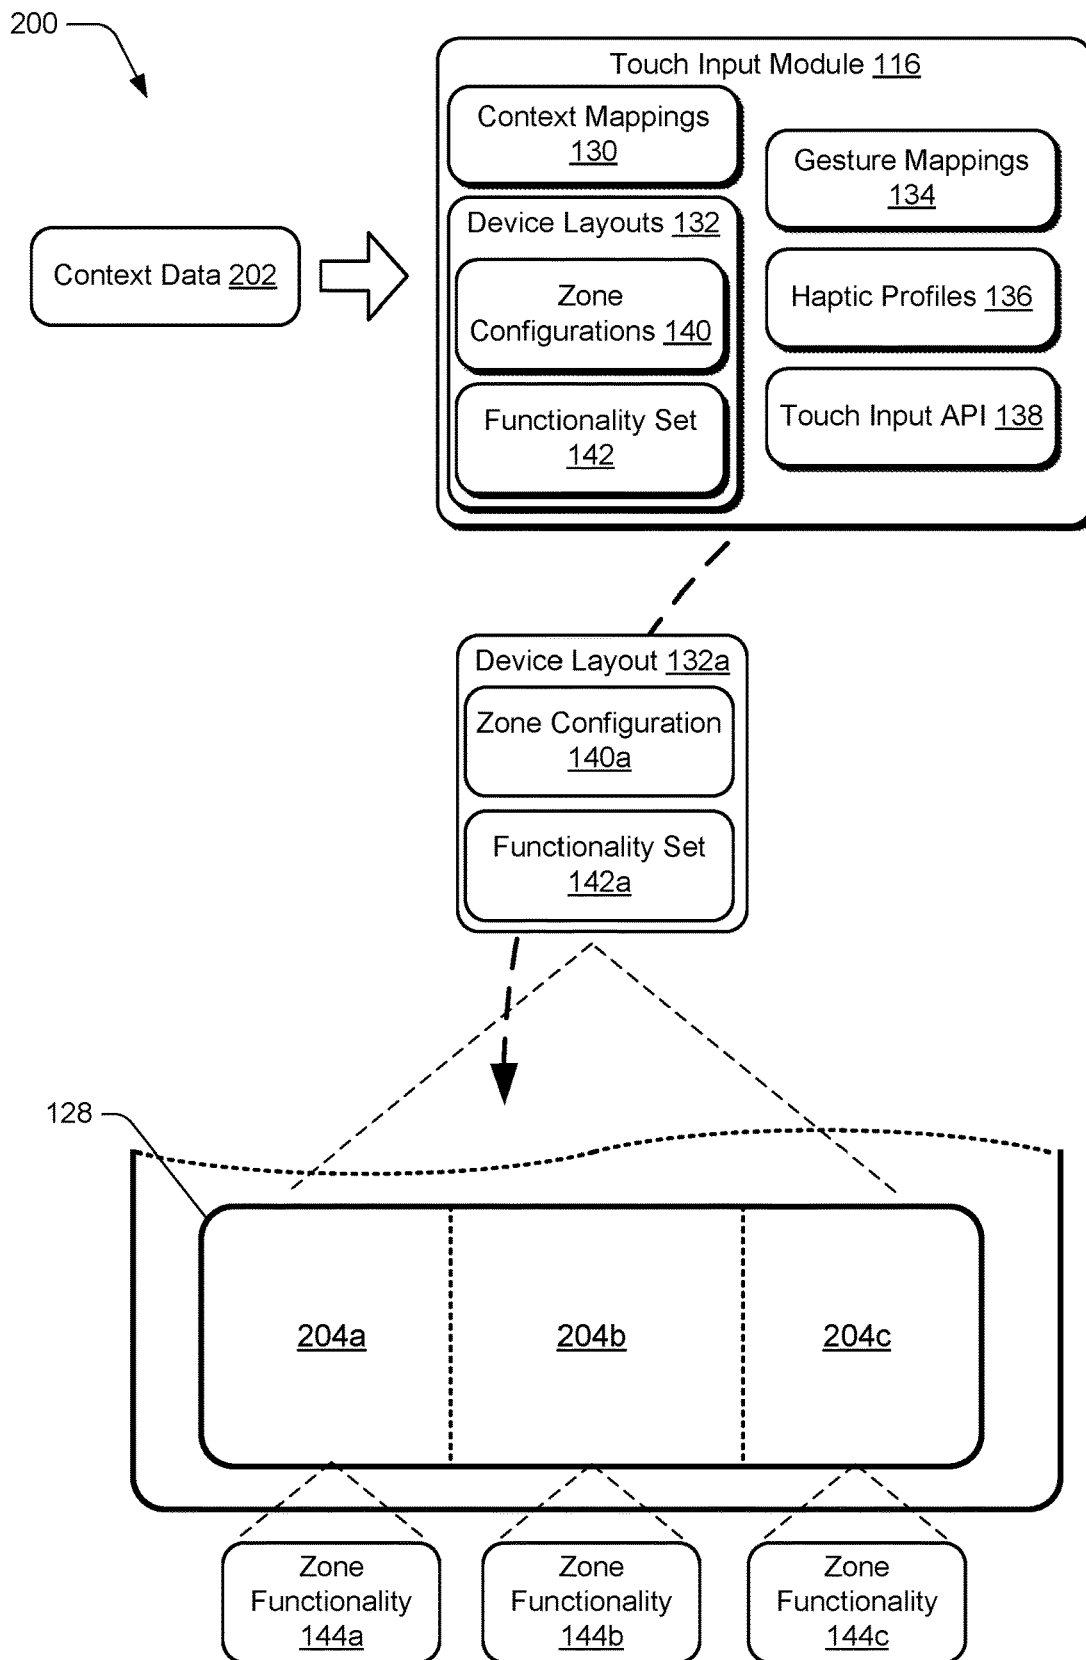 200
Touch Input Module 116
Context Mappings
130
Gesture Mappings
134
Device Layouts 132
Context Data 202
Zone
Configurations 140
Haptic Profiles 136
Functionality Set
142
Touch Input API 138
Device Layout 132a
Zone Configuration
140a
Functionality Set
142a
128
204a
204b
204c
Zone
Functionality
144a
Zone
Functionality
144b
Zone
Functionality
144c